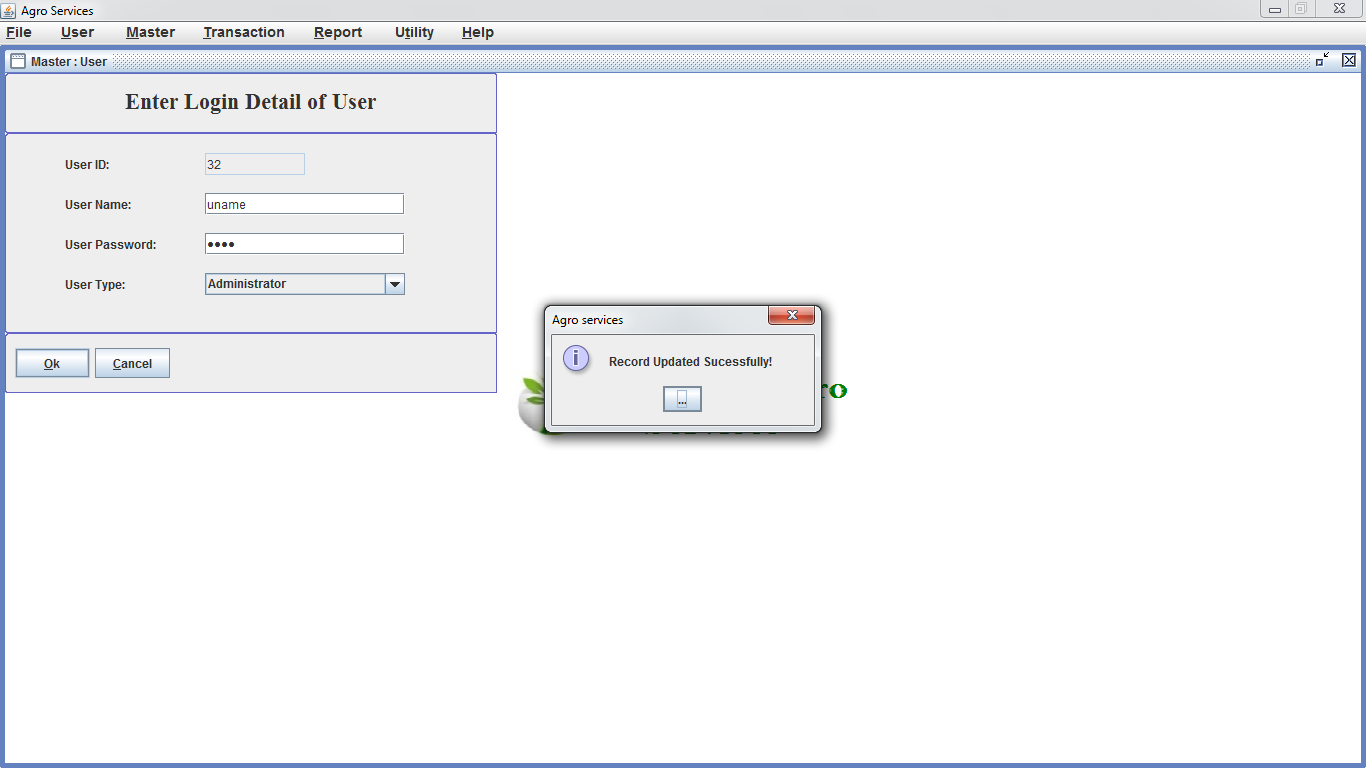 Agro Services
File User Master Transaction Report Utility Help
Master : User
Enter Login Detail of User
User ID: 32
User Name: uname
User Password: ••••
User Type: Administrator
Ok Cancel
Agro services
Record Updated Sucessfully!
...